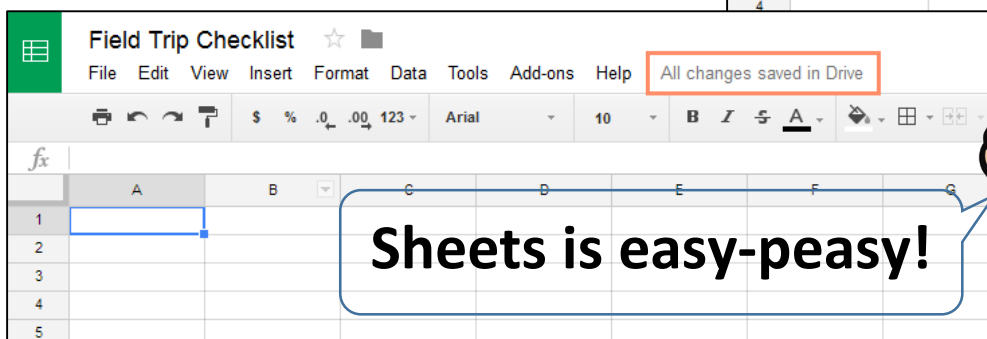 4
Field Trip Checklist
File Edit View Insert Format Data Tools Add-ons Help All changes saved in Drive
$ % .0 .00 123 Arial 10 B I S A
fx
A B C D E F G
1
2
3
4
5
Sheets is easy-peasy!